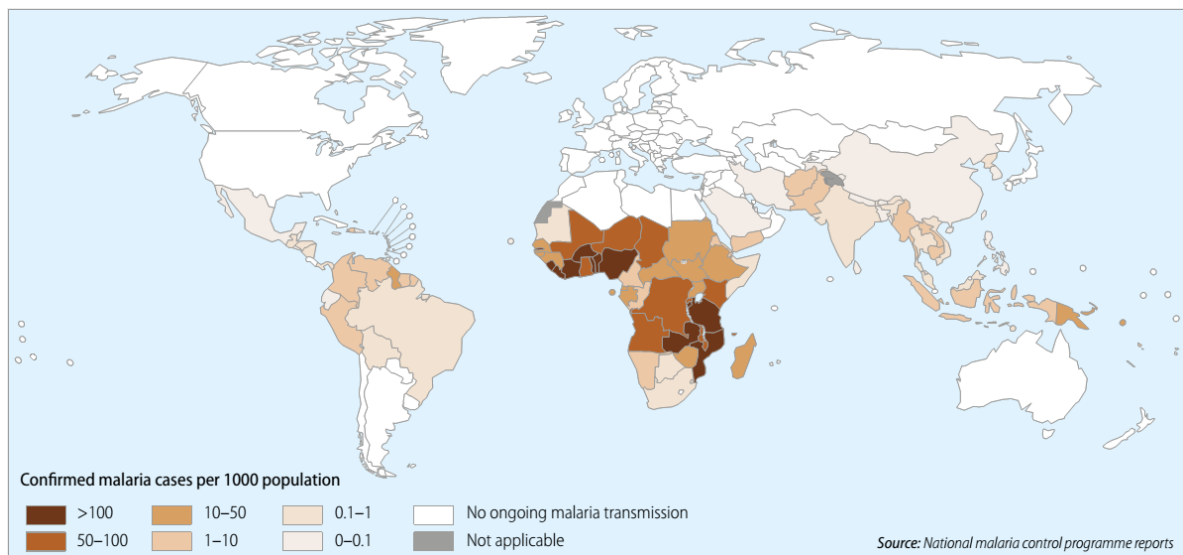 Confirmed malaria cases per 1000 population
>100
10–50
0.1–1
No ongoing malaria transmission
50–100
1–10
0–0.1
Not applicable
Source: National malaria control programme reports